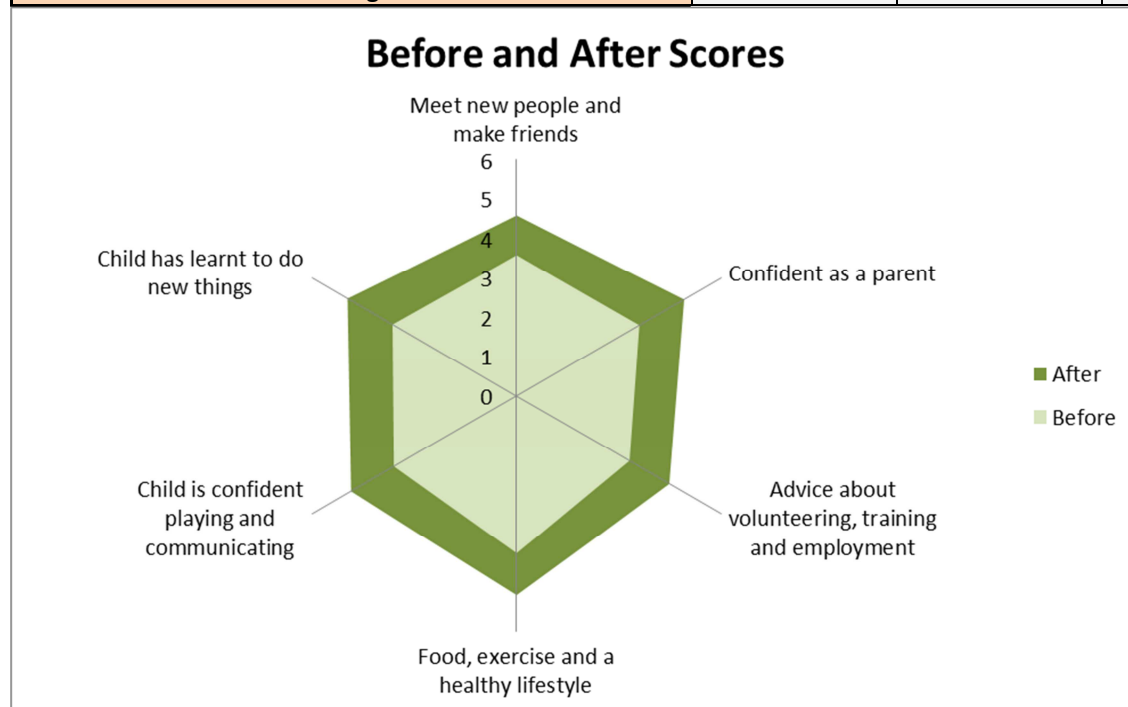 Before and After Scores
Meet new people and
make friends
6
5
4
3
2
1
0
Confident as a parent
Advice about
volunteering, training
and employment
Food, exercise and a
healthy lifestyle
Child is confident
playing and
communicating
Child has learnt to do
new things
After
Before